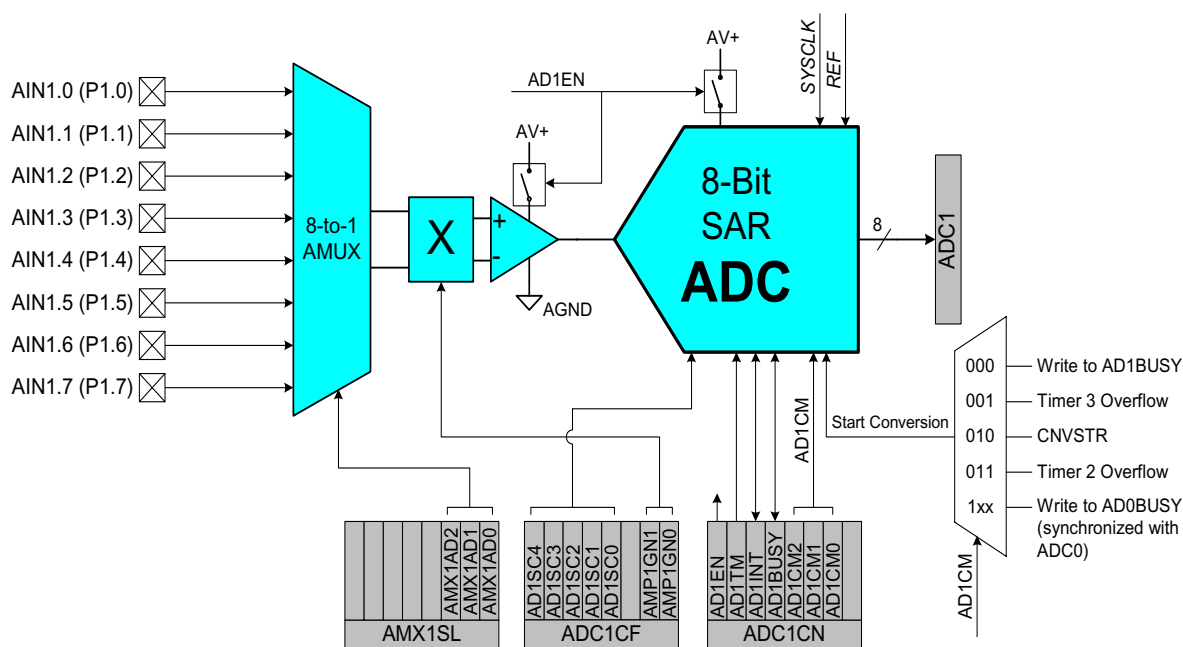 AV+
SYSCLK
REF
AD1EN
AIN1.0 (P1.0)
AIN1.1 (P1.1)
AIN1.2 (P1.2)
AIN1.3 (P1.3)
AIN1.4 (P1.4)
AIN1.5 (P1.5)
AIN1.6 (P1.6)
AIN1.7 (P1.7)
8-to-1
AMUX
X
AV+
+
-
AGND
8-Bit
SAR
ADC
8
ADC1
000
Write to AD1BUSY
001
Timer 3 Overflow
010
CNVSTR
011
Timer 2 Overflow
1xx
Write to AD0BUSY
(synchronized with
ADC0)
Start Conversion
AD1CM
AD1CM
AMX1AD2
AMX1AD1
AMX1AD0
AMX1SL
AD1SC4
AD1SC3
AD1SC2
AD1SC1
AD1SC0
AMP1GN1
AMP1GN0
ADC1CF
AD1EN
AD1TM
AD1INT
AD1BUSY
AD1CM2
AD1CM1
AD1CM0
ADC1CN